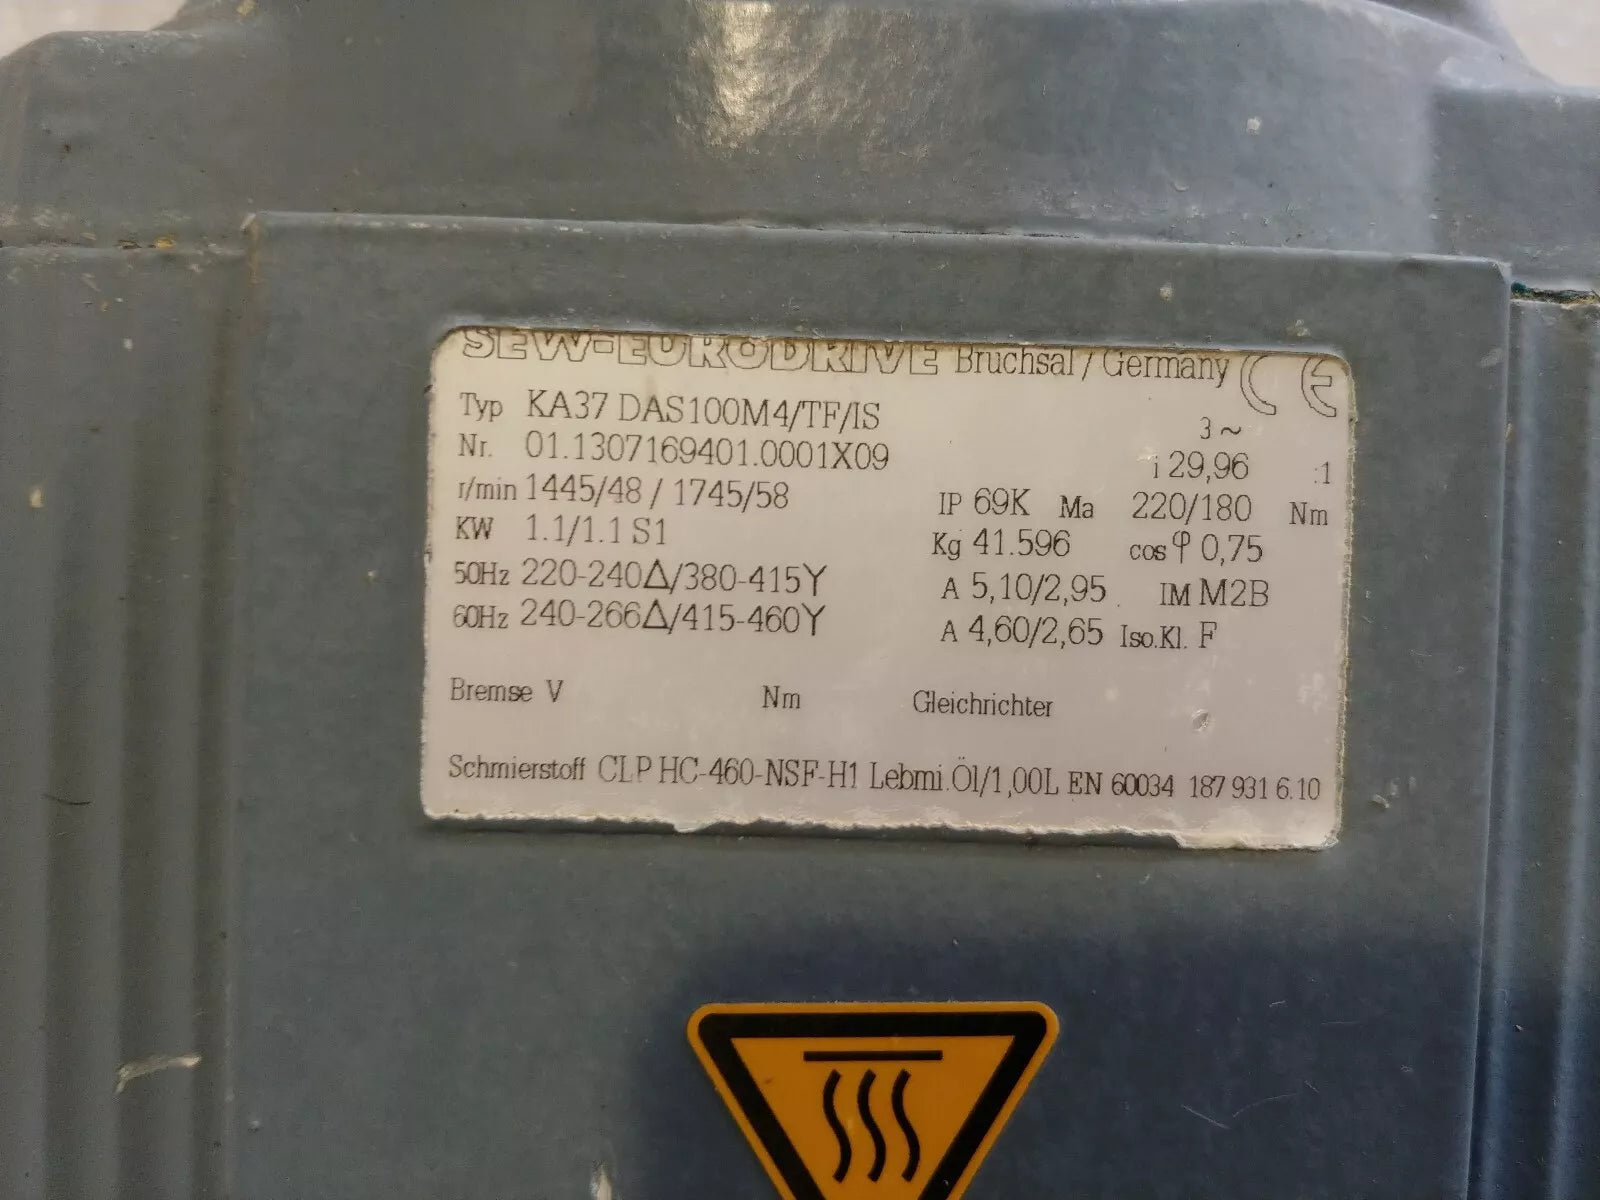 SEW-EURODRIVE Bruchsal / Germany CE
Typ KA37 DAS100M4/TF/IS 3~
Nr. 01.1307169401.0001X09 i 29,96 :1
r/min 1445/48 / 1745/58 IP 69K Ma 220/180 Nm
KW 1.1/1.1 S1 Kg 41.596 cos φ 0,75
50Hz 220-240Δ/380-415Y A 5,10/2,95 IM M2B
60Hz 240-266Δ/415-460Y A 4,60/2,65 Iso.Kl. F
Bremse V Nm Gleichrichter
Schmierstoff CLP HC-460-NSF-H1 Lebmi.Öl/1,00L EN 60034 187 931 6.10